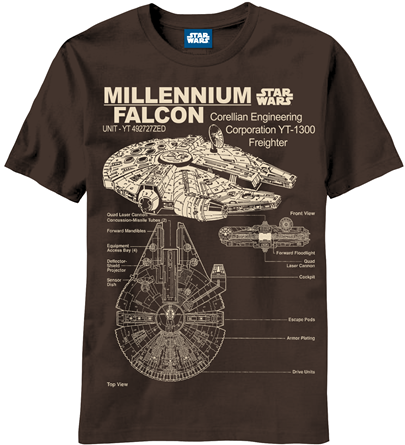 STAR WARS
MILLENNIUM STAR WARS
FALCON
Corellian Engineering
UNIT - YT 492727ZED
Corporation YT-1300
Freighter
Quad Laser Cannon
Concussion-Missile Tubes (2)
Front View
Forward Mandibles
Equipment
Access Bay (4)
Forward Floodlight
Deflector-
Shield
Projector
Quad
Laser Cannon
Sensor
Dish
Cockpit
Escape Pods
Armor Plating
Drive Units
Top View